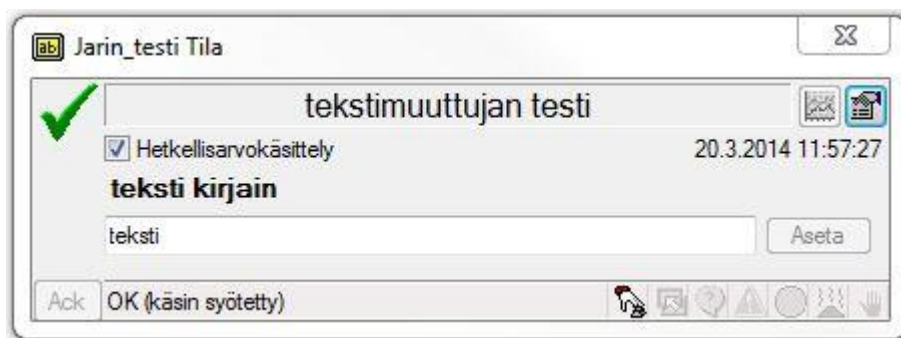 ab Jarin_testi Tila
tekstimuuttujan testi
Hetkellisarvokäsittely 20.3.2014 11:57:27
teksti kirjain
teksti Aseta
Ack OK (käsin syötetty)